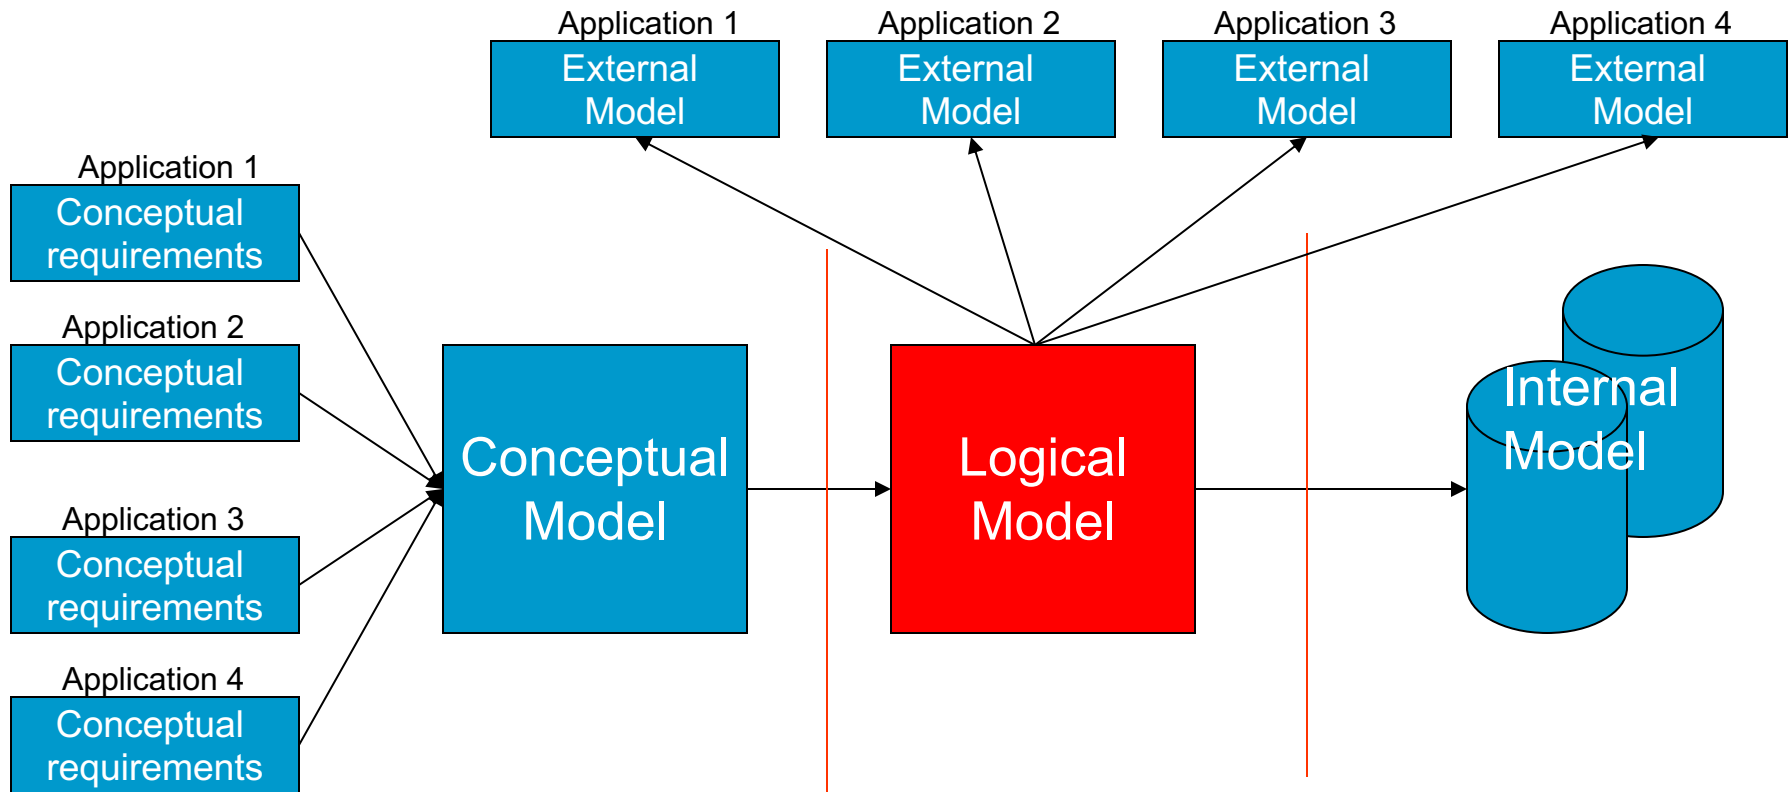 Application 1
External
Model
Application 2
External
Model
Application 3
External
Model
Application 4
External
Model
Application 1
Conceptual
requirements
Application 2
Conceptual
requirements
Application 3
Conceptual
requirements
Application 4
Conceptual
requirements
Conceptual
Model
Logical
Model
Internal
Model